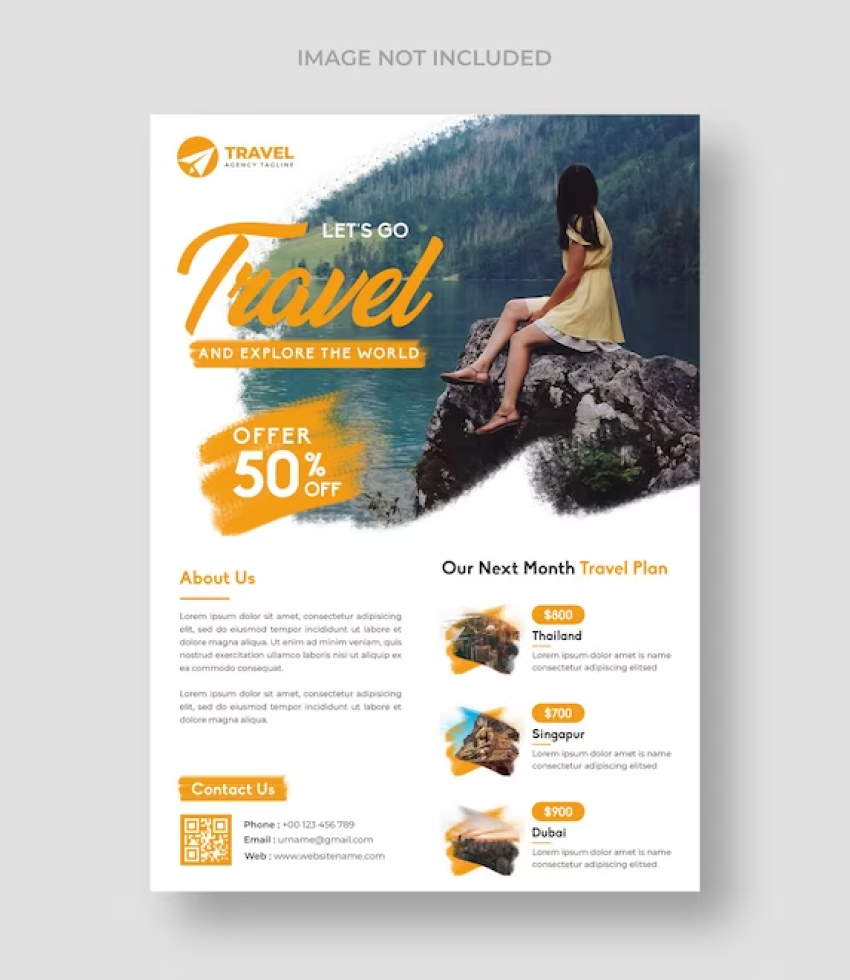 IMAGE NOT INCLUDED
TRAVEL
AGENCY TAGLINE
LET'S GO
Travel
AND EXPLORE THE WORLD
OFFER
50%
OFF
About Us
Lorem ipsum dolor sit amet, consectetur adipisicing
elit, sed do eiusmod tempor incididunt ut labore et
dolore magna aliqua. Ut enim ad minim veniam, quis
nostrud exercitation ullamco laboris nisi ut aliquip ex
ea commodo consequat.
Lorem ipsum dolor sit amet, consectetur adipisicing
elit, sed do eiusmod tempor incididunt ut labore et
dolore magna aliqua.
Contact Us
Phone : +00 123 456 789
Email : urname@gmail.com
Web : www.websitename.com
Our Next Month Travel Plan
$800
Thailand
Lorem ipsum dolor amet is name
consectetur adipiscing elitsed
$700
Singapur
Lorem ipsum dolor amet is name
consectetur adipiscing elitsed
$900
Dubai
Lorem ipsum dolor amet is name
consectetur adipiscing elitsed